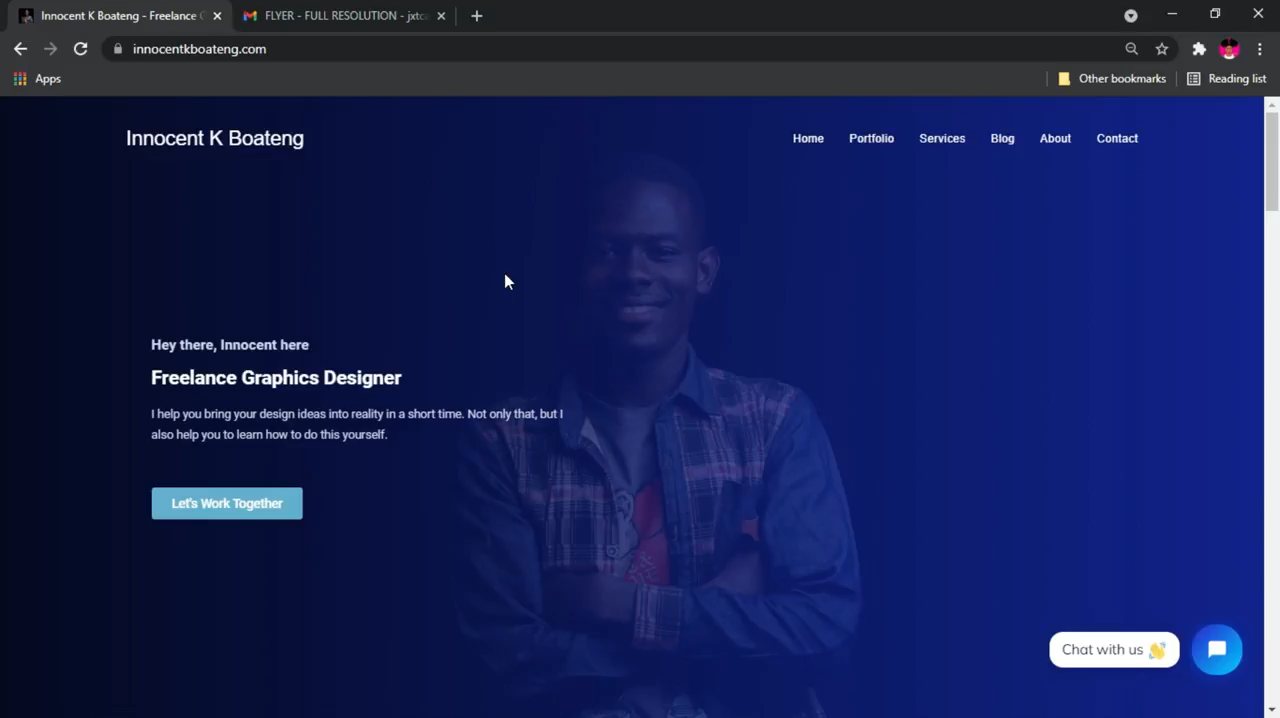 Innocent K Boateng - Freelance G
FLYER - FULL RESOLUTION - jxtc
innocentkboateng.com
Apps
Other bookmarks
Reading list
Innocent K Boateng
Home
Portfolio
Services
Blog
About
Contact
Hey there, Innocent here
Freelance Graphics Designer
I help you bring your design ideas into reality in a short time. Not only that, but I
also help you to learn how to do this yourself.
Let's Work Together
Chat with us 👋